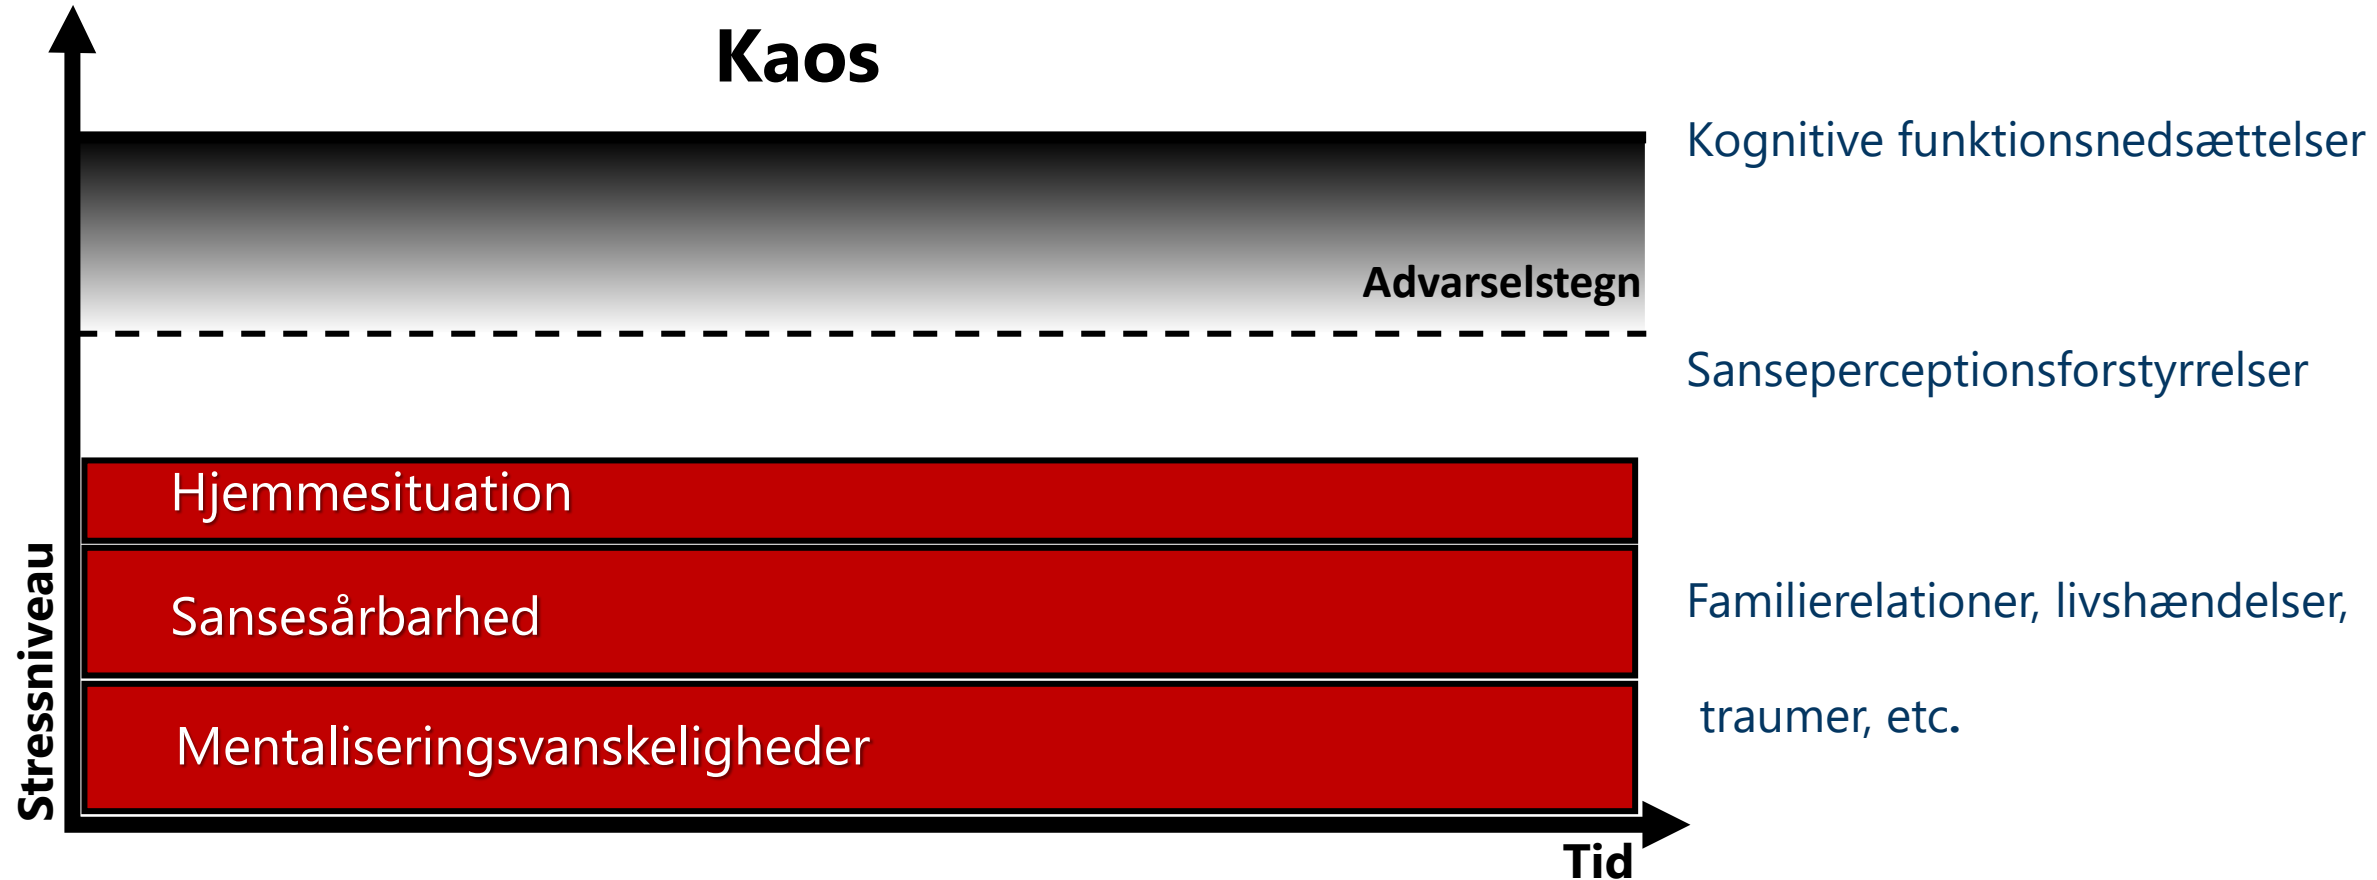 Kaos
Kognitive funktionsnedsættelser
Advarselstegn
Sanseperceptionsforstyrrelser
Hjemmesituation
Sansesårbarhed
Familierelationer, livshændelser,
traumer, etc.
Mentaliseringsvanskeligheder
Stressniveau
Tid